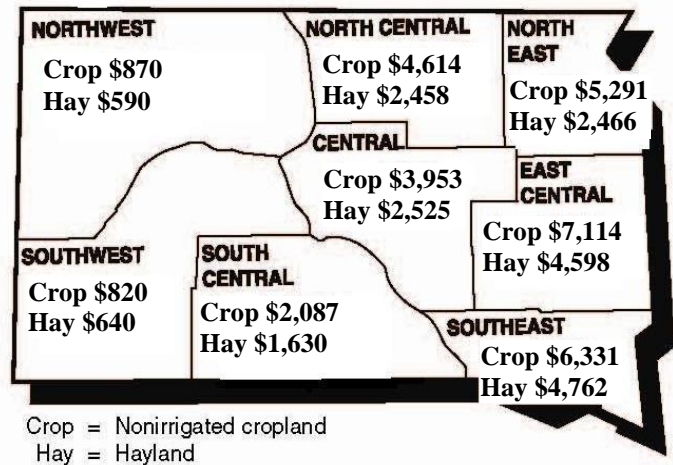 NORTHWEST
Crop $870
Hay $590
NORTH CENTRAL
Crop $4,614
Hay $2,458
NORTH
EAST
Crop $5,291
Hay $2,466
CENTRAL
Crop $3,953
Hay $2,525
EAST
CENTRAL
Crop $7,114
Hay $4,598
SOUTHWEST
Crop $820
Hay $640
SOUTH
CENTRAL
Crop $2,087
Hay $1,630
SOUTHEAST
Crop $6,331
Hay $4,762
Crop = Nonirrigated cropland
Hay = Hayland